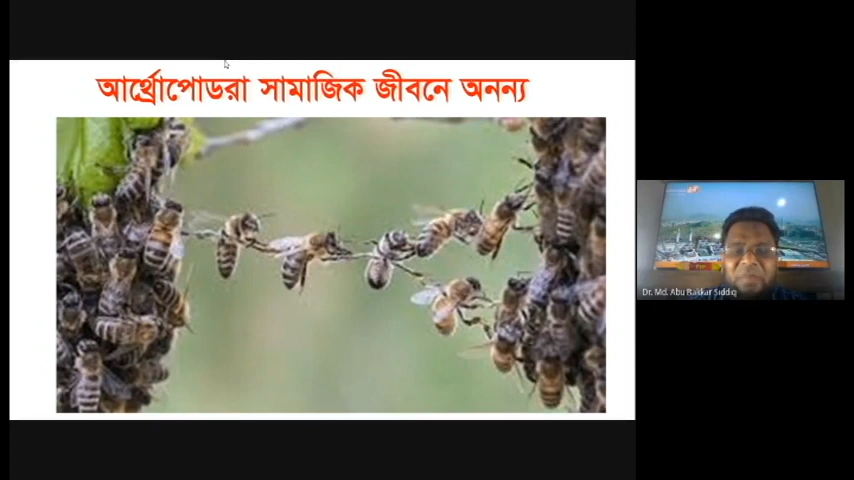 আর্থ্রোপোডরা সামাজিক জীবনে অনন্য
Dr. Md. Abu Bakkar Siddiq